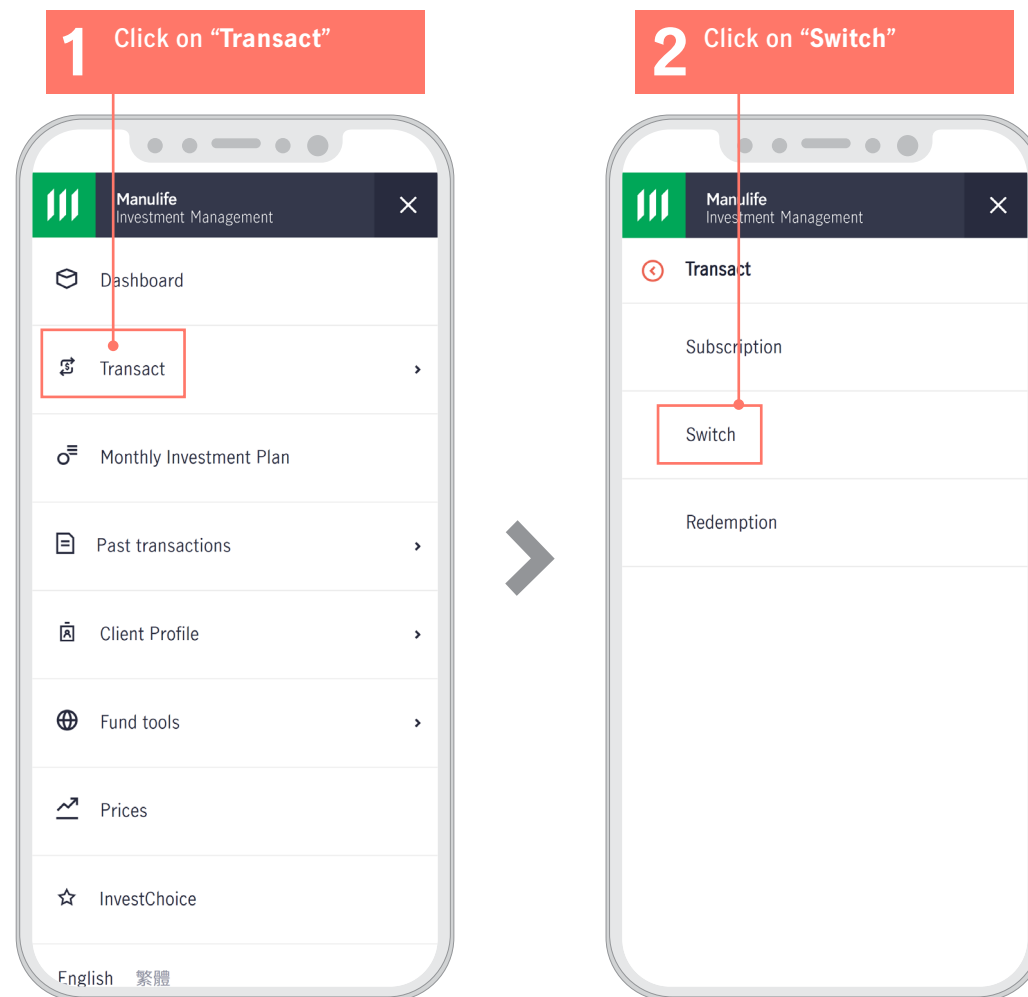 1 Click on “Transact”
Manulife
Investment Management
Dashboard
Transact
Monthly Investment Plan
Past transactions
Client Profile
Fund tools
Prices
InvestChoice
English 繁體
2 Click on “Switch”
Manulife
Investment Management
Transact
Subscription
Switch
Redemption